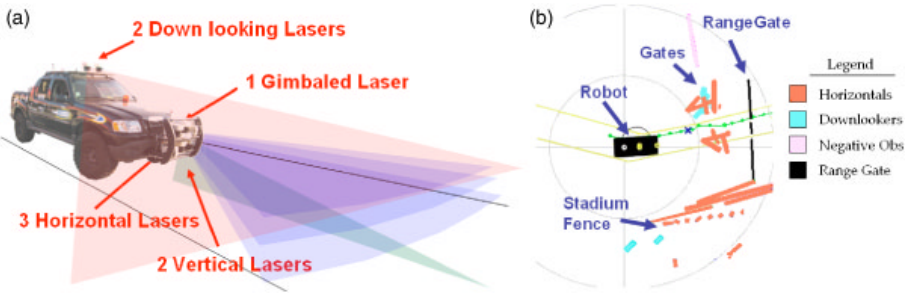 (a)
2 Down looking Lasers
1 Gimbaled Laser
3 Horizontal Lasers
2 Vertical Lasers
(b)
RangeGate
Gates
Robot
Stadium
Fence
Legend
Horizontals
Downlookers
Negative Obs
Range Gate